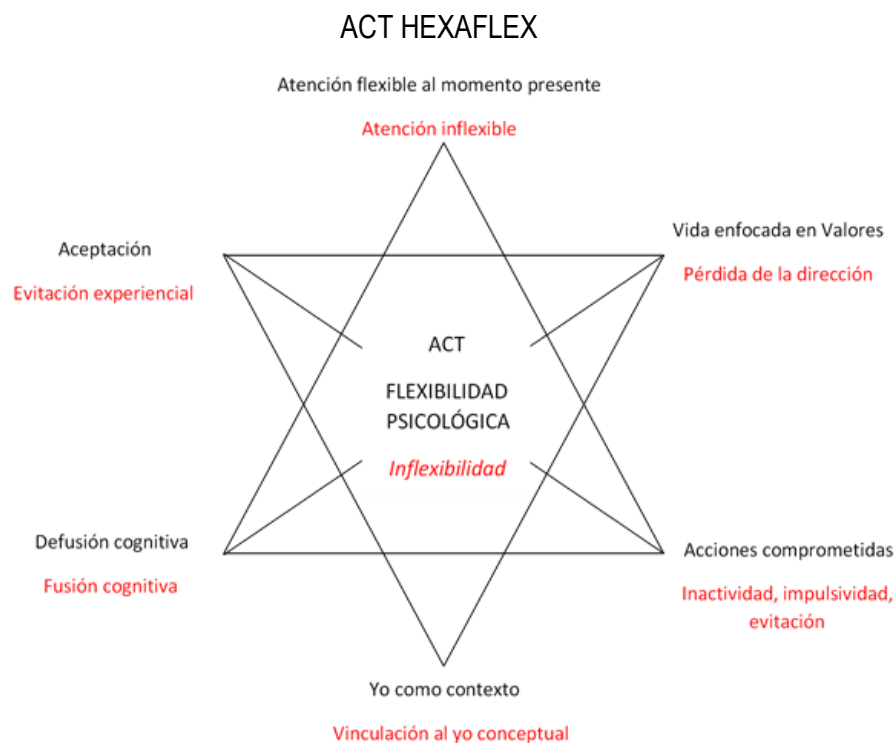 ACT HEXAFLEX
Atención flexible al momento presente
Atención inflexible
Aceptación
Evitación experiencial
Vida enfocada en Valores
Pérdida de la dirección
ACT
FLEXIBILIDAD
PSICOLÓGICA
Inflexibilidad
Defusión cognitiva
Fusión cognitiva
Acciones comprometidas
Inactividad, impulsividad,
evitación
Yo como contexto
Vinculación al yo conceptual